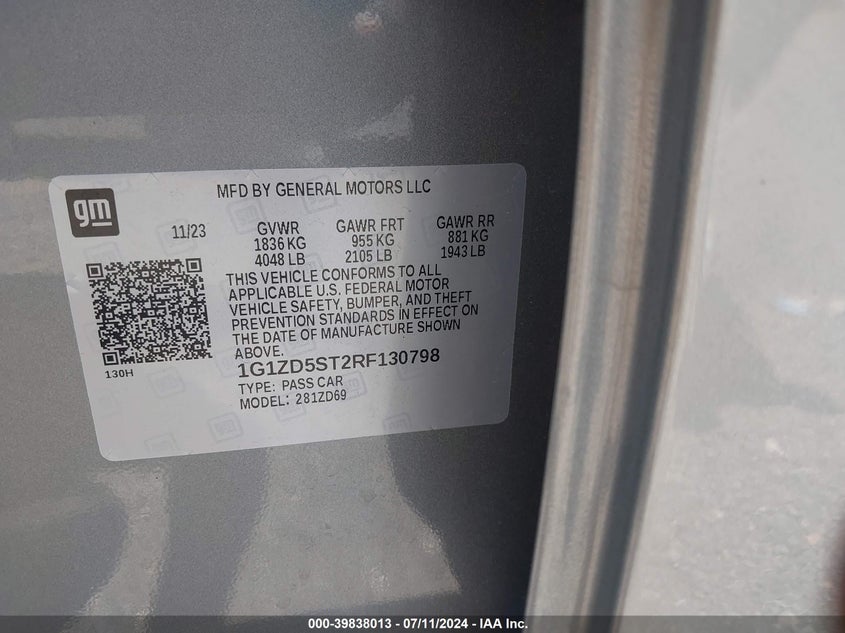 gm
MFD BY GENERAL MOTORS LLC
11/23
GVWR GAWR FRT GAWR RR
1836 KG 955 KG 881 KG
4048 LB 2105 LB 1943 LB
THIS VEHICLE CONFORMS TO ALL
APPLICABLE U.S. FEDERAL MOTOR
VEHICLE SAFETY, BUMPER, AND THEFT
PREVENTION STANDARDS IN EFFECT ON
THE DATE OF MANUFACTURE SHOWN
ABOVE.
130H
1G1ZD5ST2RF130798
TYPE: PASS CAR
MODEL: 281ZD69
000-39838013 - 07/11/2024 - IAA Inc.